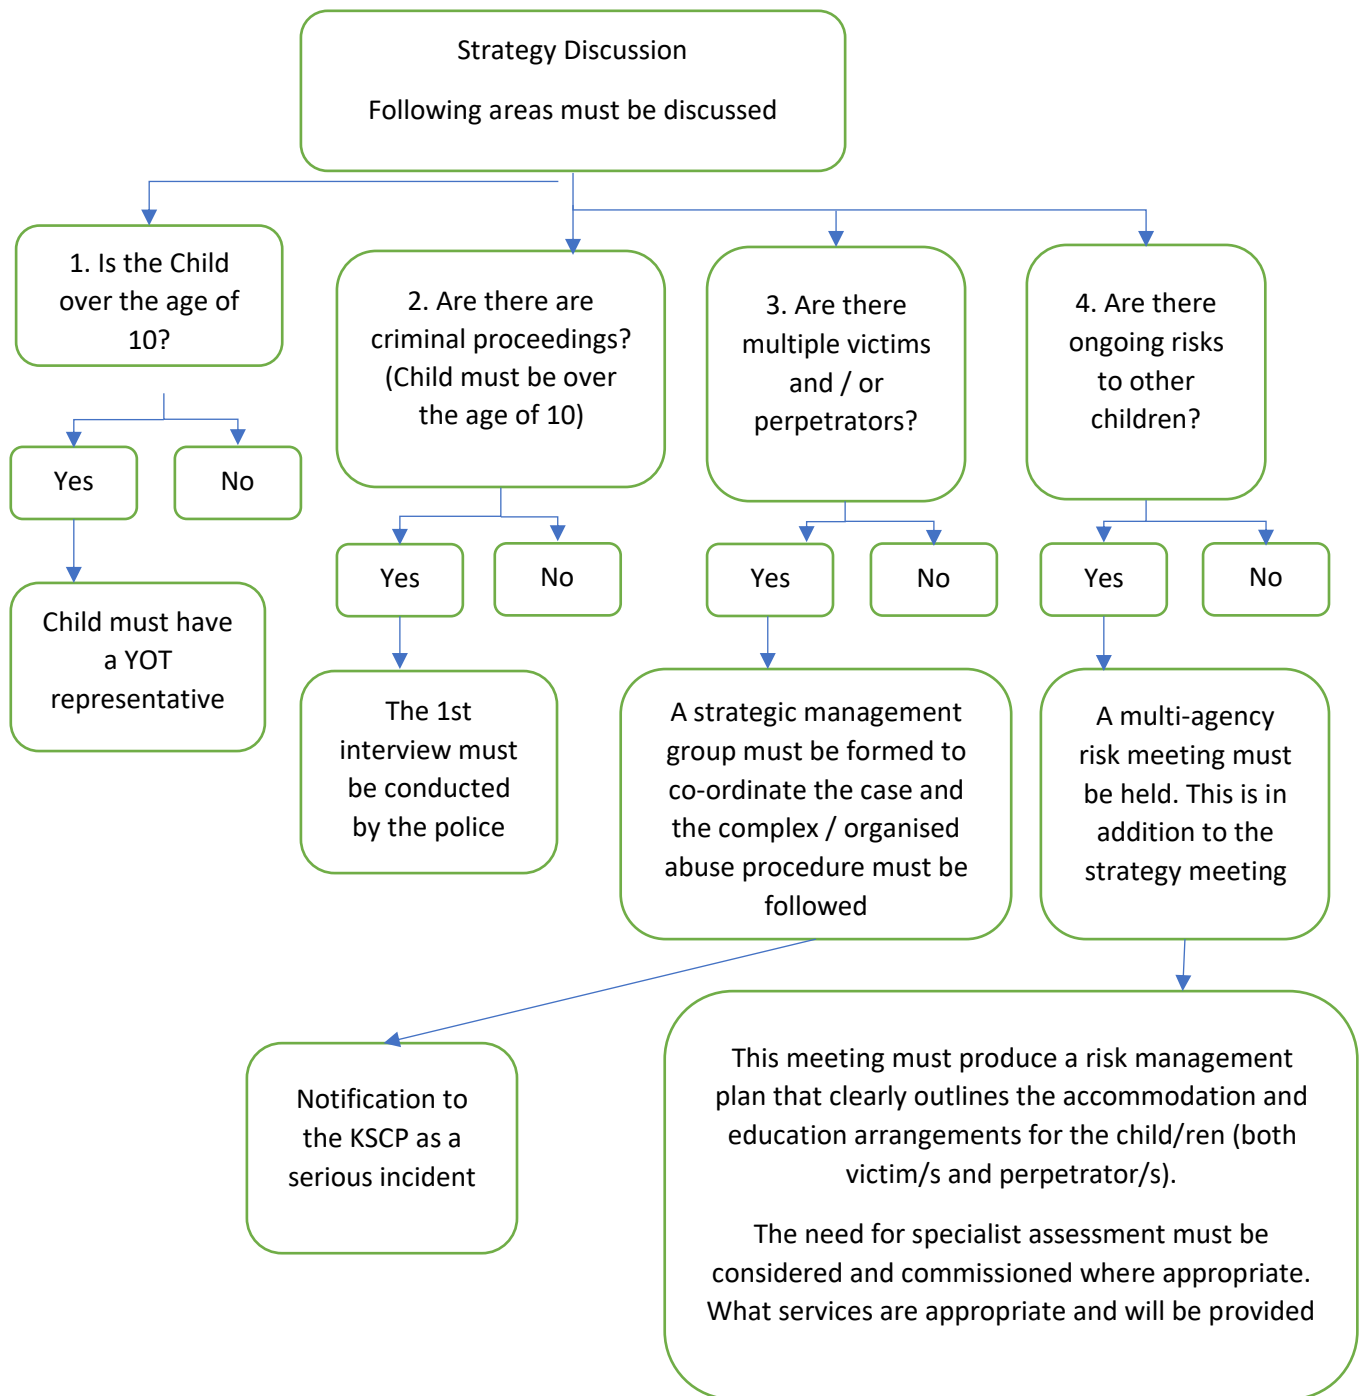 Strategy Discussion
Following areas must be discussed
1. Is the Child
over the age of
10?
Yes
No
Child must have
a YOT
representative
2. Are there are
criminal proceedings?
(Child must be over
the age of 10)
Yes
No
The 1st
interview must
be conducted
by the police
3. Are there
multiple victims
and / or
perpetrators?
Yes
No
A strategic management
group must be formed to
co-ordinate the case and
the complex / organised
abuse procedure must be
followed
Notification to
the KSCP as a
serious incident
4. Are there
ongoing risks
to other
children?
Yes
No
A multi-agency
risk meeting must
be held. This is in
addition to the
strategy meeting
This meeting must produce a risk management
plan that clearly outlines the accommodation and
education arrangements for the child/ren (both
victim/s and perpetrator/s).
The need for specialist assessment must be
considered and commissioned where appropriate.
What services are appropriate and will be provided